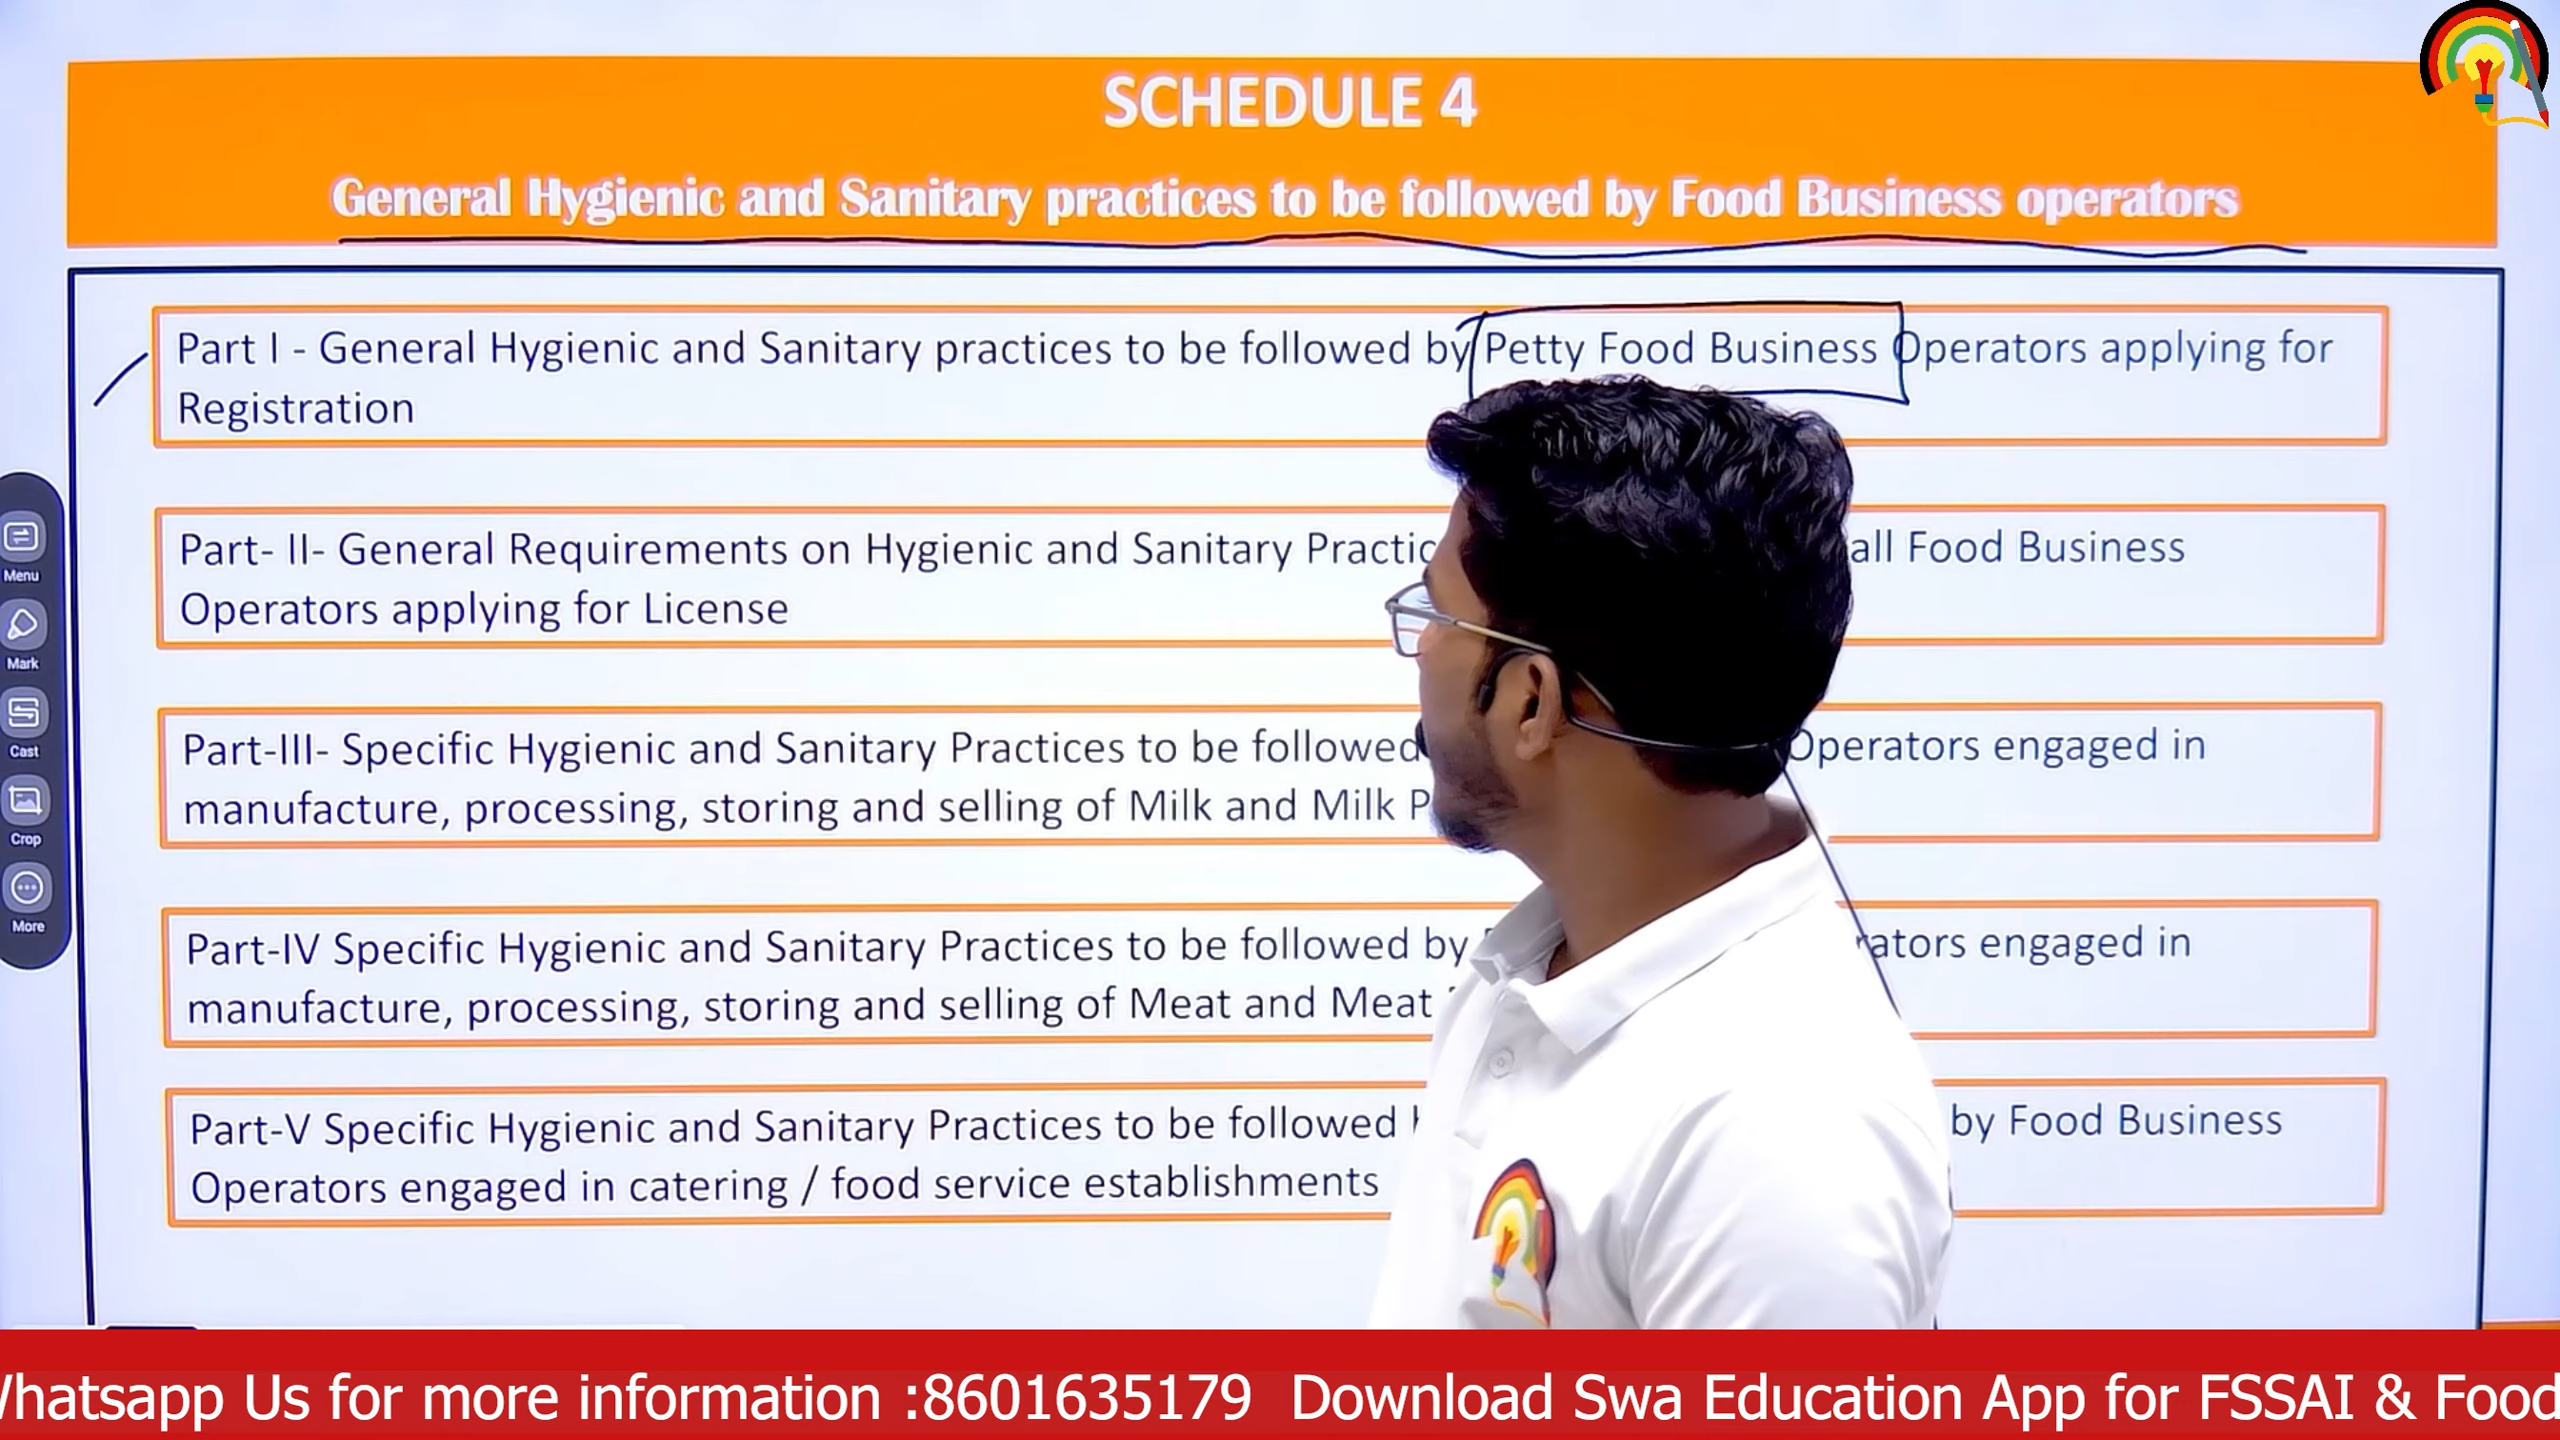 SCHEDULE 4
General Hygienic and Sanitary practices to be followed by Food Business operators
Part I - General Hygienic and Sanitary practices to be followed by Petty Food Business Operators applying for
Registration
Part- II- General Requirements on Hygienic and Sanitary all Food Business
Operators applying for License
Part-III- Specific Hygienic and Sanitary Practices to be followed Operators engaged in
manufacture, processing, storing and selling of Milk and Milk
Part-IV Specific Hygienic and Sanitary Practices to be followed by engaged in
manufacture, processing, storing and selling of Meat and Meat
Part-V Specific Hygienic and Sanitary Practices to be followed by Food Business
Operators engaged in catering / food service establishments
Menu
Mark
Cast
Crop
More
Us for more information :8601635179 Download Swa Education App for FSSAI & Food